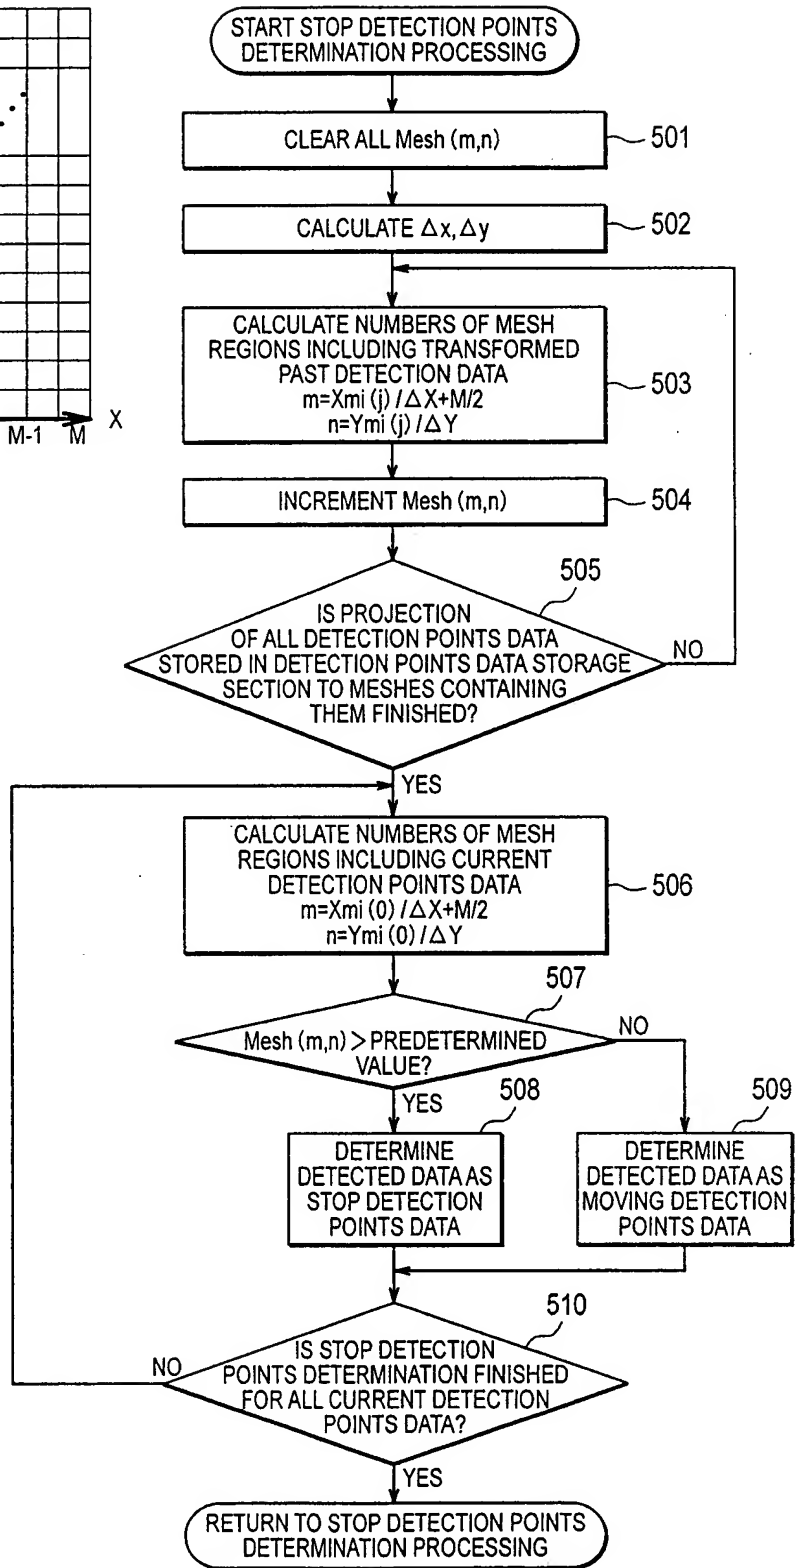 M-1 M X
START STOP DETECTION POINTS
DETERMINATION PROCESSING
CLEAR ALL Mesh (m,n)
501
CALCULATE Δx, Δy
502
CALCULATE NUMBERS OF MESH
REGIONS INCLUDING TRANSFORMED
PAST DETECTION DATA
m=Xmi (j) /ΔX+M/2
n=Ymi (j) /ΔY
503
INCREMENT Mesh (m,n)
504
505
IS PROJECTION
OF ALL DETECTION POINTS DATA
STORED IN DETECTION POINTS DATA STORAGE
SECTION TO MESHES CONTAINING
THEM FINISHED?
NO
YES
CALCULATE NUMBERS OF MESH
REGIONS INCLUDING CURRENT
DETECTION POINTS DATA
m=Xmi (0) /ΔX+M/2
n=Ymi (0) /ΔY
506
507
Mesh (m,n) > PREDETERMINED
VALUE?
NO
YES
508
DETERMINE
DETECTED DATA AS
STOP DETECTION
POINTS DATA
509
DETERMINE
DETECTED DATA AS
MOVING DETECTION
POINTS DATA
510
IS STOP DETECTION
POINTS DETERMINATION FINISHED
FOR ALL CURRENT DETECTION
POINTS DATA?
NO
YES
RETURN TO STOP DETECTION POINTS
DETERMINATION PROCESSING